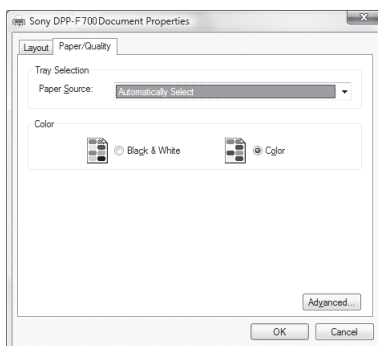 Sony DPP-F700 Document Properties
Layout Paper/Quality
Tray Selection
Paper Source: Automatically Select
Color
Black & White Color
Advanced...
OK Cancel